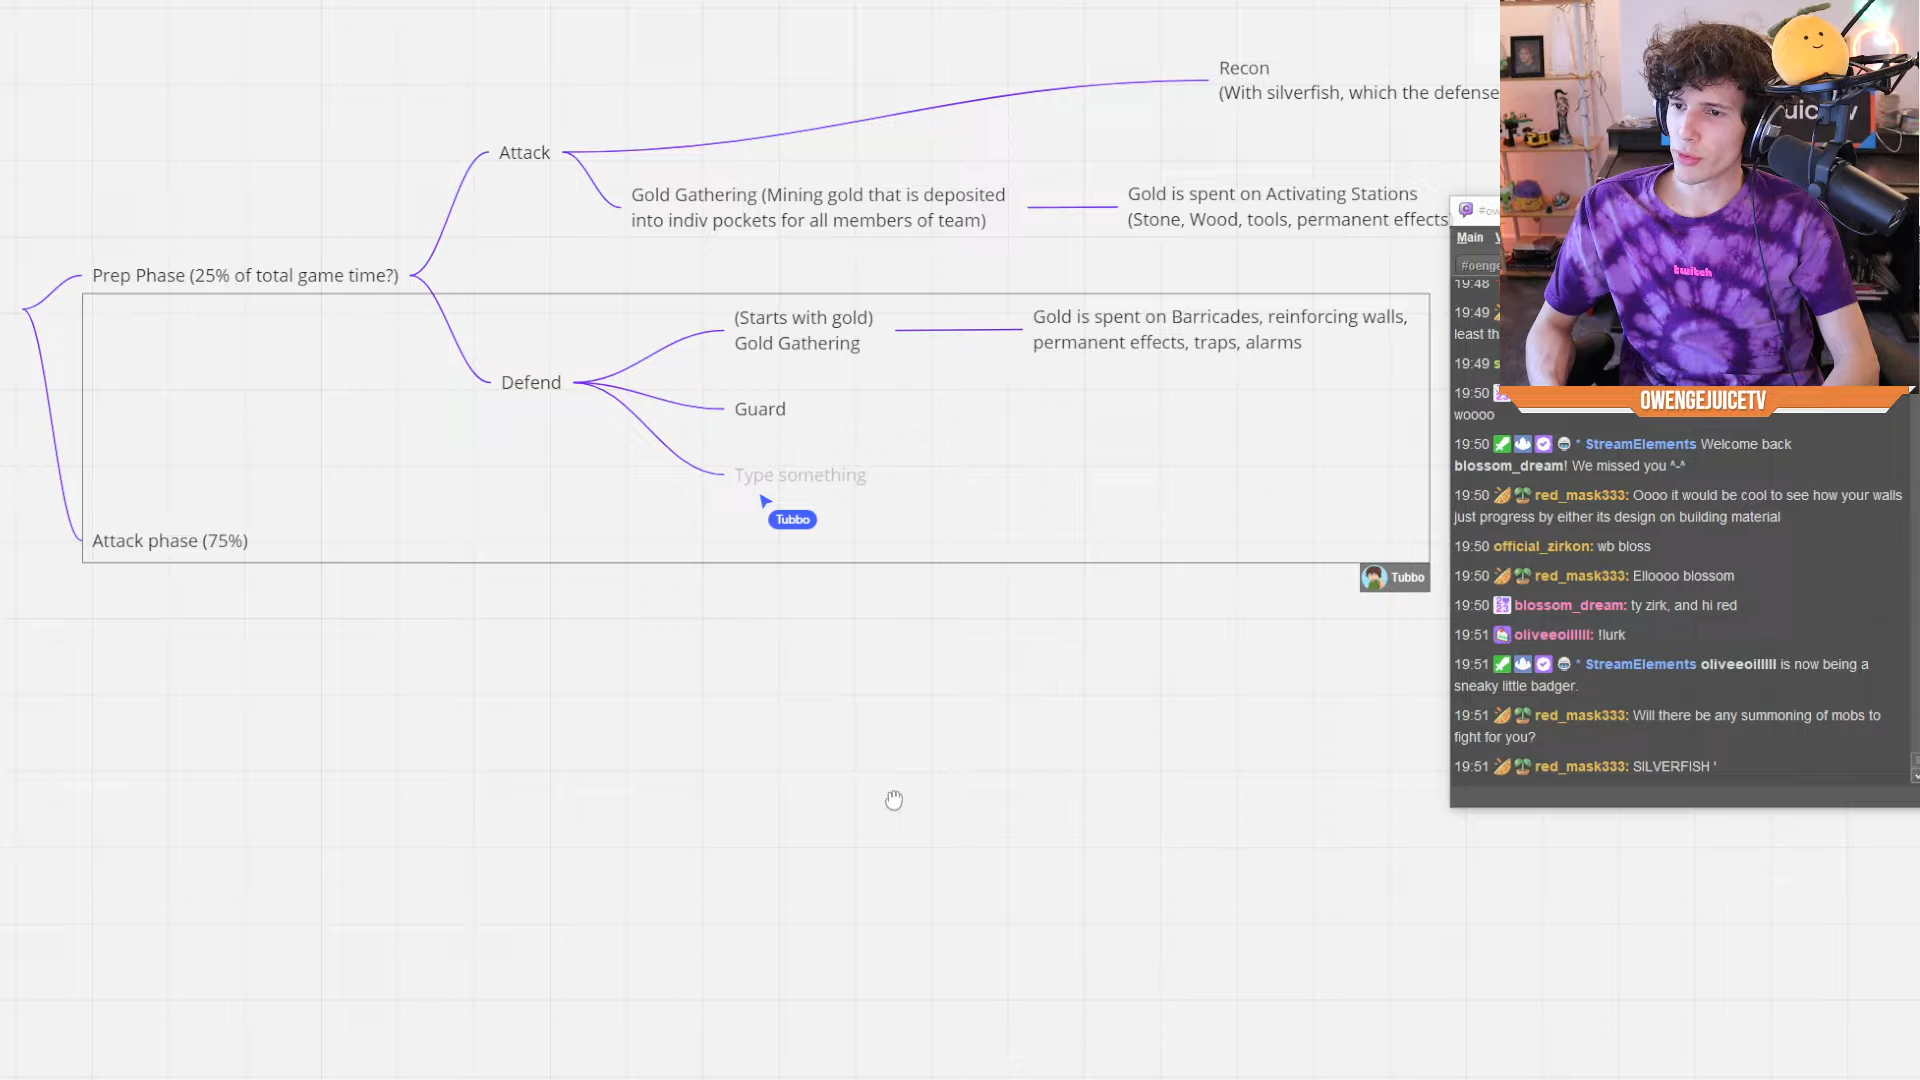 Recon
(With silverfish, which the defense
Attack
Gold Gathering (Mining gold that is deposited
into indiv pockets for all members of team)
Gold is spent on Activating Stations
(Stone, Wood, tools, permanent effects)
Prep Phase (25% of total game time?)
(Starts with gold)
Gold Gathering
Gold is spent on Barricades, reinforcing walls,
permanent effects, traps, alarms
Defend
Guard
Type something
Tubbo
Attack phase (75%)
Tubbo
twitch
OWENGEJUICETV
Main
#oenge
19:48
19:49
least th
19:49
19:50
woooo
19:50 * StreamElements Welcome back
blossom_dream! We missed you ^-^
19:50 red_mask333: Oooo it would be cool to see how your walls
just progress by either its design on building material
19:50 official_zirkon: wb bloss
19:50 red_mask333: Elloooo blossom
19:50 blossom_dream: ty zirk, and hi red
19:51 oliveeoilllll: !lurk
19:51 * StreamElements oliveeoilllll is now being a
sneaky little badger.
19:51 red_mask333: Will there be any summoning of mobs to
fight for you?
19:51 red_mask333: SILVERFISH '